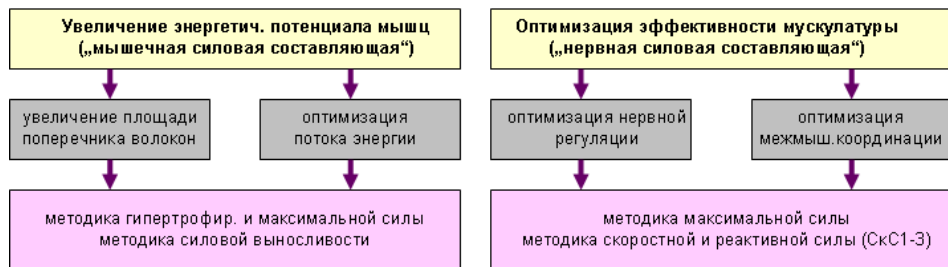 Увеличение энергетич. потенциала мышц
(„мышечная силовая составляющая“)
Оптимизация эффективности мускулатуры
(„нервная силовая составляющая“)
увеличение площади
поперечника волокон
оптимизация
потока энергии
оптимизация нервной
регуляции
оптимизация
межмыш.координации
методика гипертрофир. и максимальной силы
методика силовой выносливости
методика максимальной силы
методика скоростной и реактивной силы (СкС1-3)